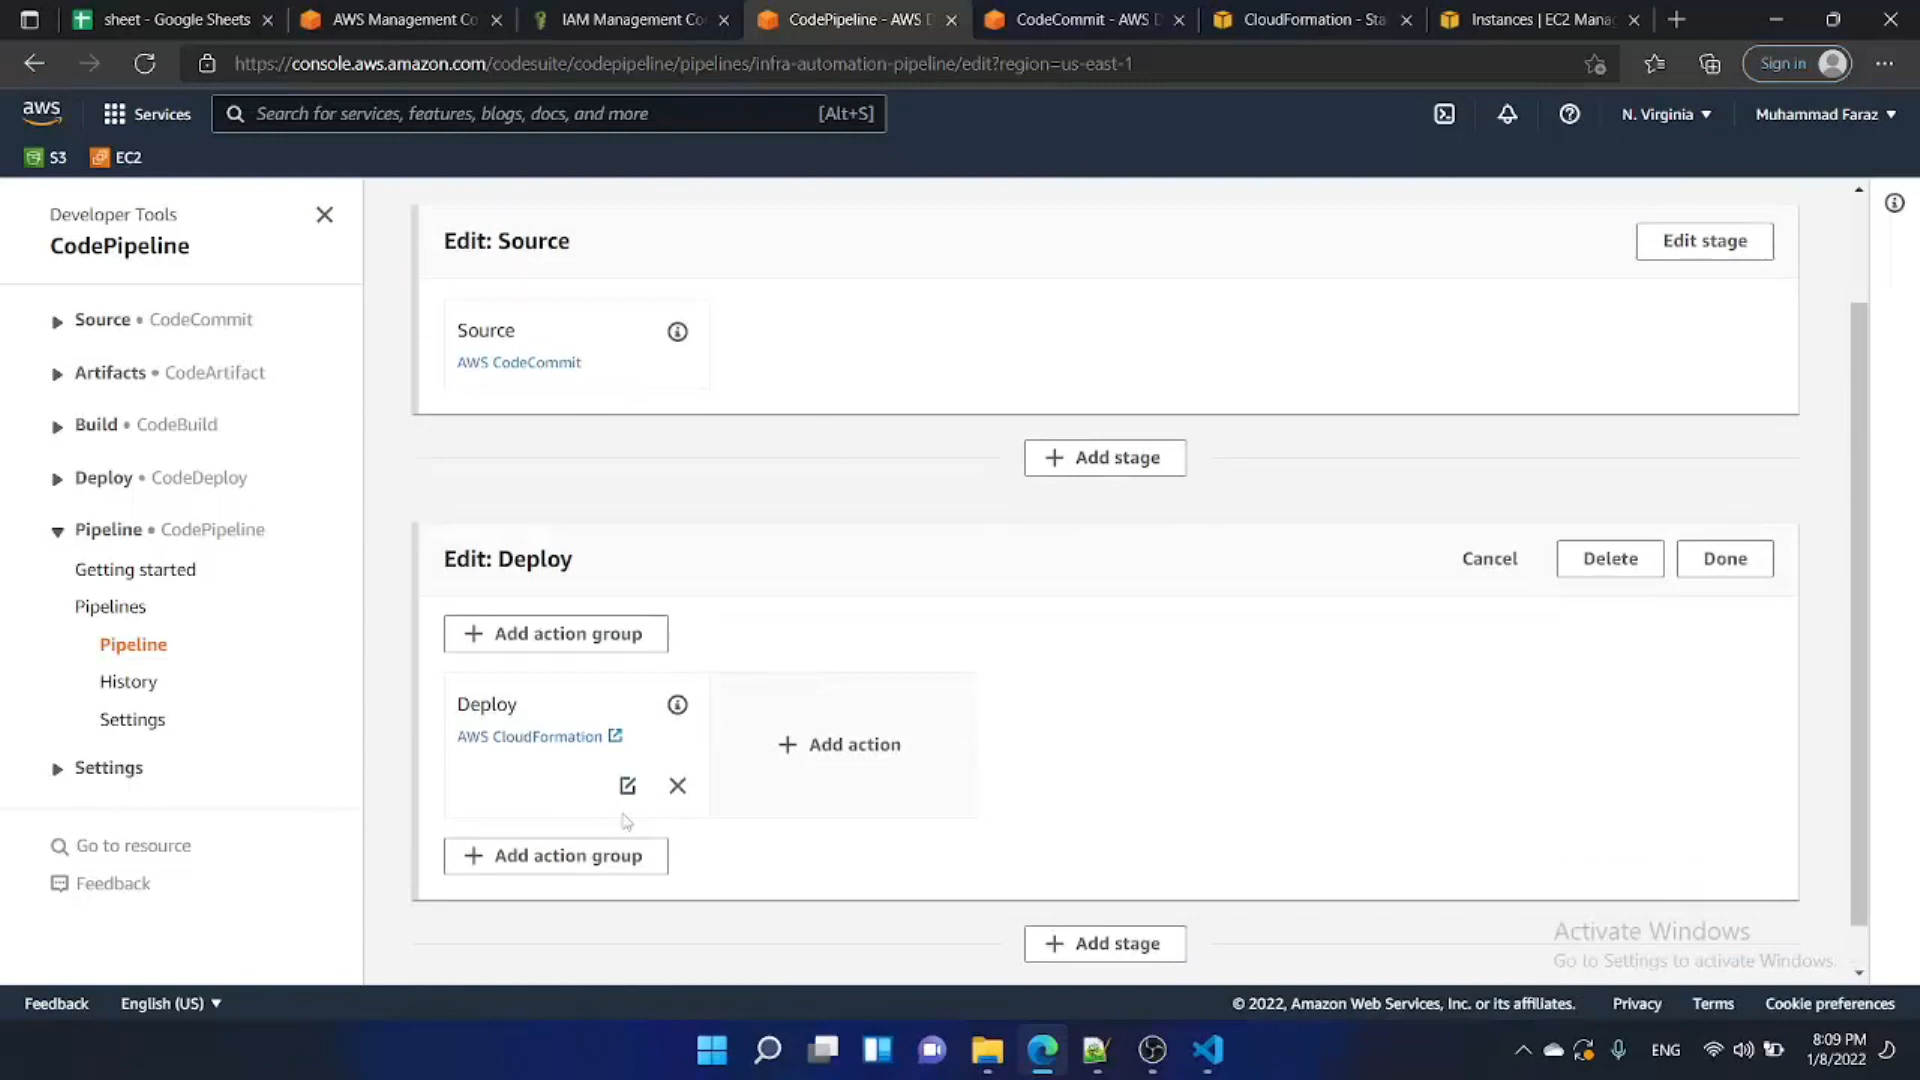 sheet - Google Sheets
AWS Management Co
IAM Management Co
CodePipeline - AWS D
CodeCommit - AWS D
CloudFormation - Sta
Instances | EC2 Mana
https://console.aws.amazon.com/codesuite/codepipeline/pipelines/infra-automation-pipeline/edit?region=us-east-1
Sign in
aws
Services
Search for services, features, blogs, docs, and more
[Alt+S]
N. Virginia
Muhammad Faraz
S3
EC2
Developer Tools
CodePipeline
Source • CodeCommit
Artifacts • CodeArtifact
Build • CodeBuild
Deploy • CodeDeploy
Pipeline • CodePipeline
Getting started
Pipelines
Pipeline
History
Settings
Settings
Go to resource
Feedback
Edit: Source
Edit stage
Source
AWS CodeCommit
+ Add stage
Edit: Deploy
Cancel
Delete
Done
+ Add action group
Deploy
AWS CloudFormation
+ Add action
+ Add action group
+ Add stage
Activate Windows
Go to Settings to activate Windows.
Feedback
English (US)
© 2022, Amazon Web Services, Inc. or its affiliates.
Privacy
Terms
Cookie preferences
ENG
8:09 PM
1/8/2022